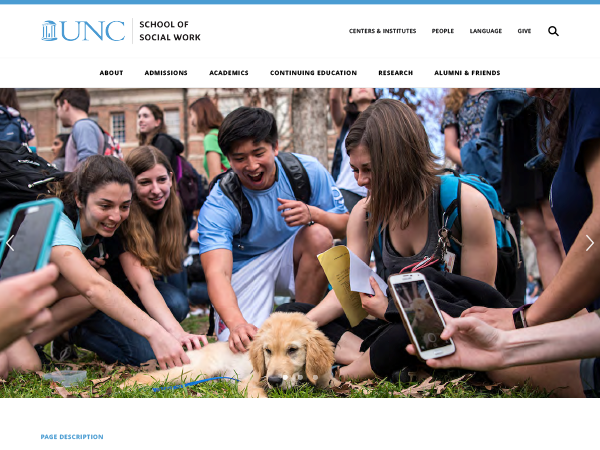 UNC
SCHOOL OF
SOCIAL WORK
CENTERS & INSTITUTES
PEOPLE
LANGUAGE
GIVE
ABOUT
ADMISSIONS
ACADEMICS
CONTINUING EDUCATION
RESEARCH
ALUMNI & FRIENDS
PAGE DESCRIPTION